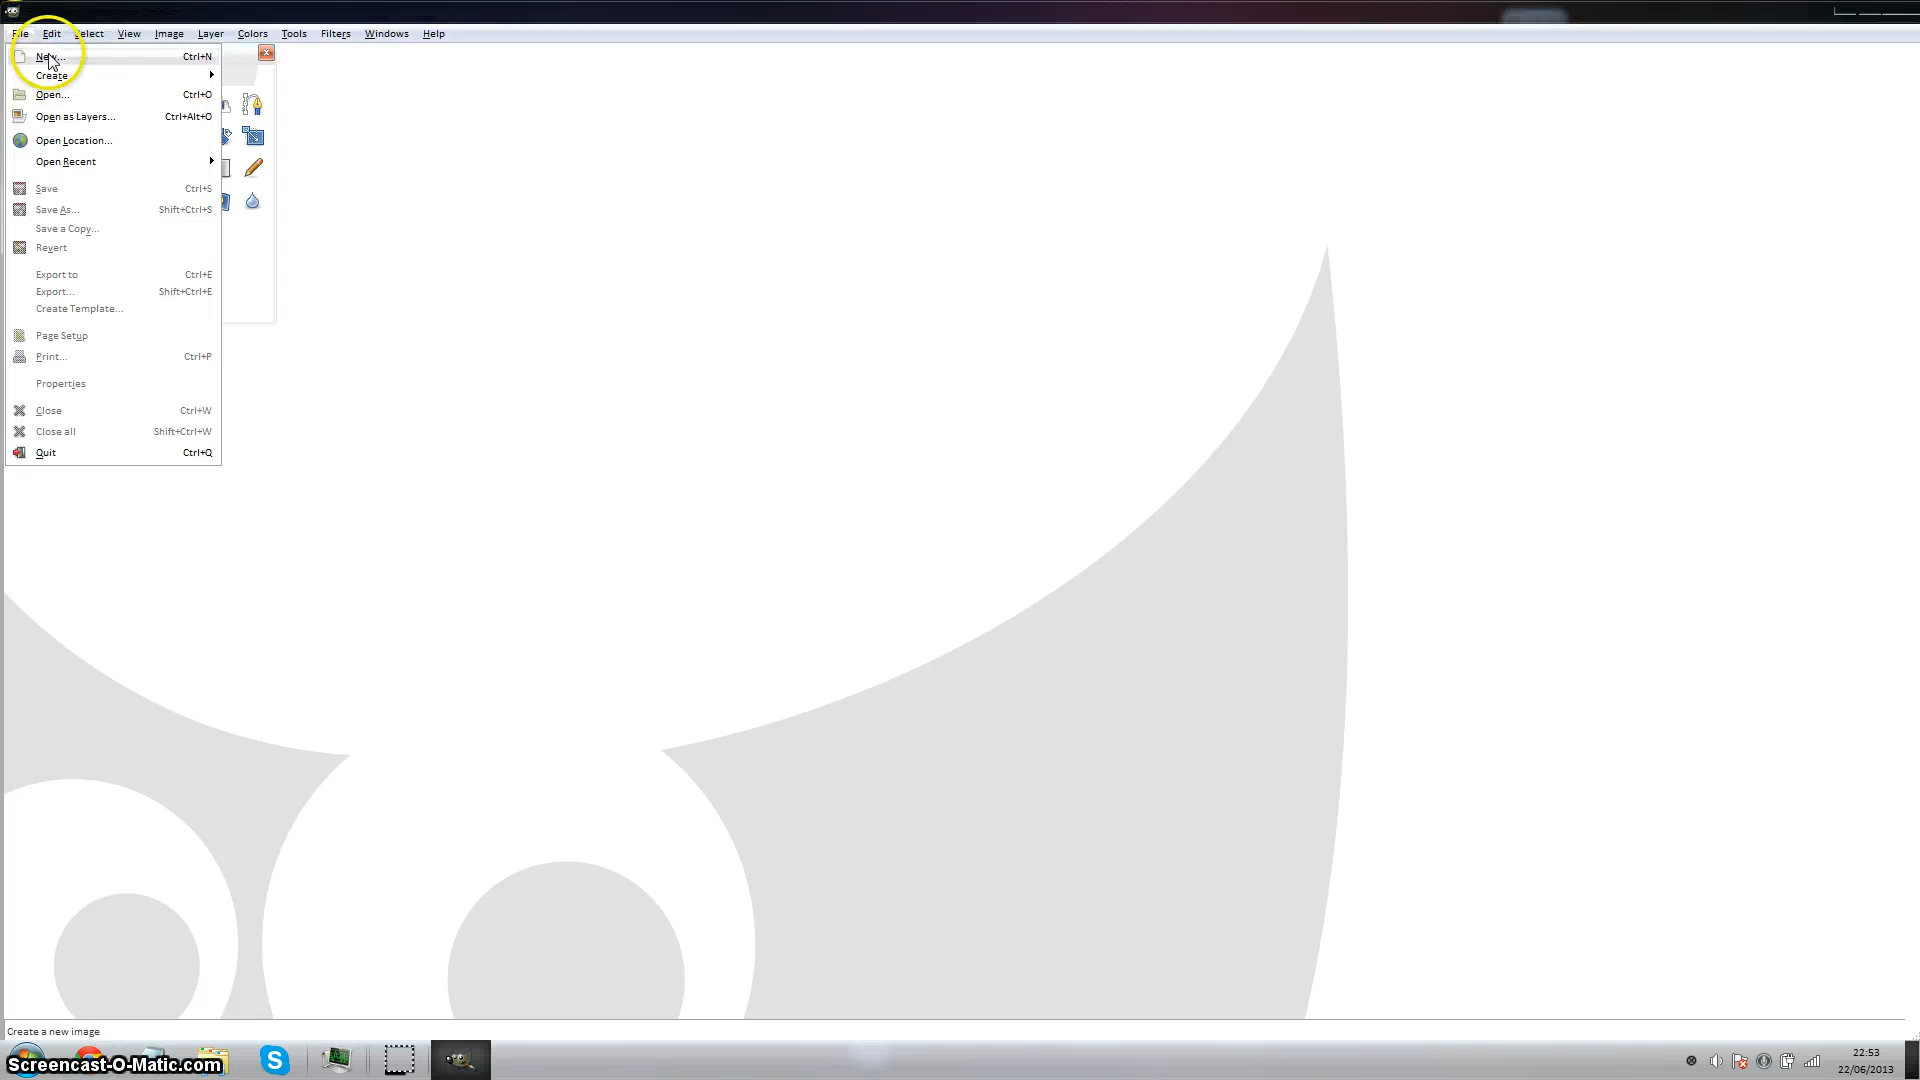 File Edit Select View Image Layer Colors Tools Filters Windows Help
New... Ctrl+N
Create
Open... Ctrl+O
Open as Layers... Ctrl+Alt+O
Open Location...
Open Recent
Save Ctrl+S
Save As... Shift+Ctrl+S
Save a Copy...
Revert
Export to Ctrl+E
Export... Shift+Ctrl+E
Create Template...
Page Setup
Print... Ctrl+P
Properties
Close Ctrl+W
Close all Shift+Ctrl+W
Quit Ctrl+Q
Create a new image
Screencast-O-Matic.com
22:53
22/06/2013